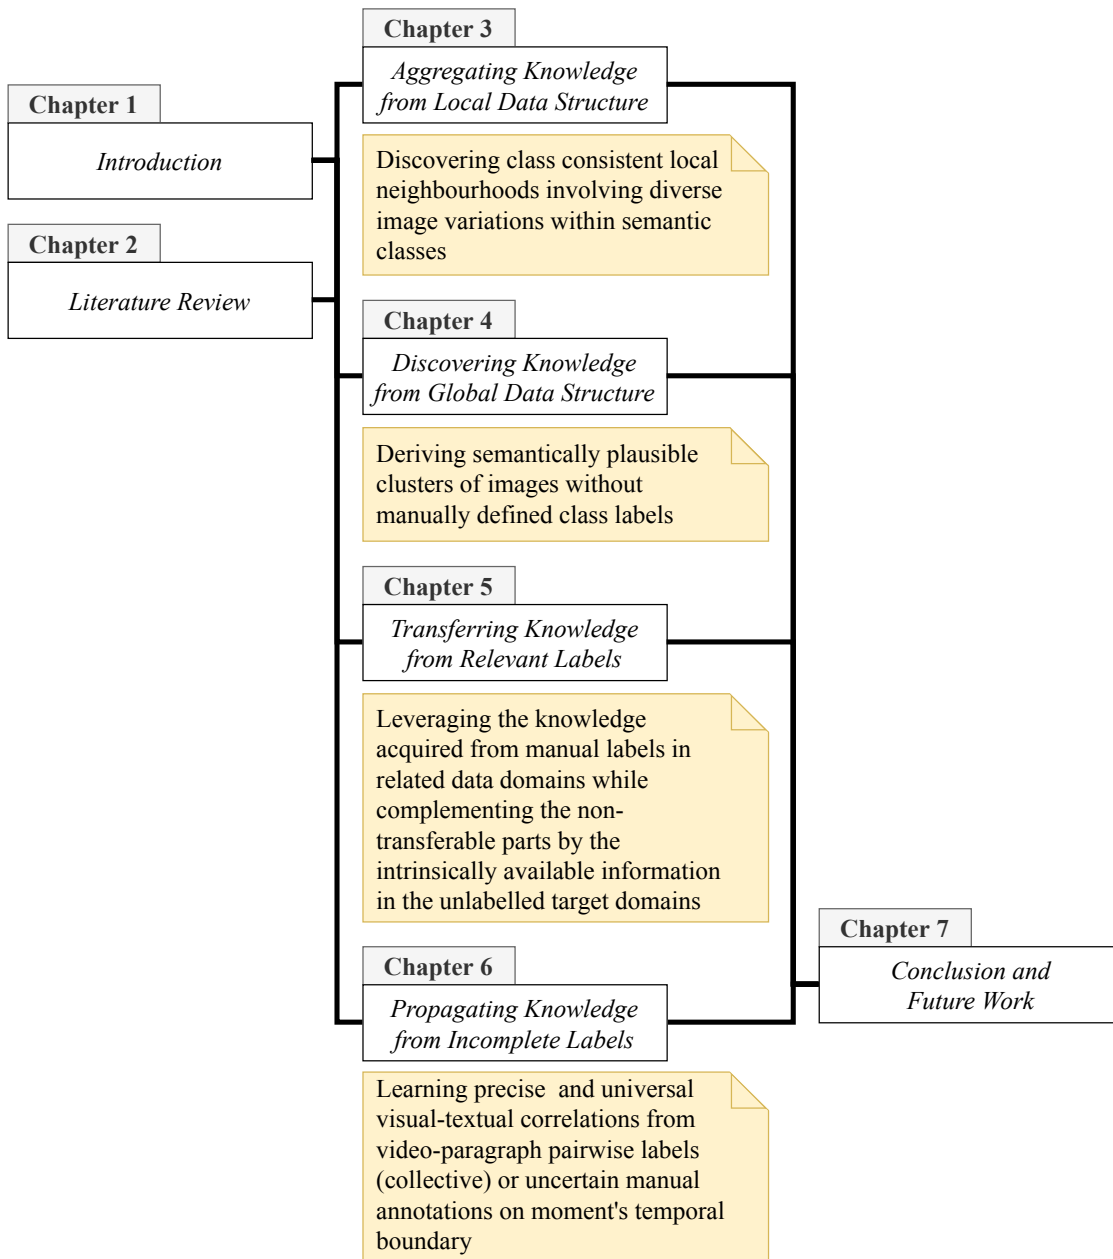 Chapter 1
Introduction
Chapter 2
Literature Review
Chapter 3
Aggregating Knowledge
from Local Data Structure
Discovering class consistent local
neighbourhoods involving diverse
image variations within semantic
classes
Chapter 4
Discovering Knowledge
from Global Data Structure
Deriving semantically plausible
clusters of images without
manually defined class labels
Chapter 5
Transferring Knowledge
from Relevant Labels
Leveraging the knowledge
acquired from manual labels in
related data domains while
complementing the non-
transferable parts by the
intrinsically available information
in the unlabelled target domains
Chapter 6
Propagating Knowledge
from Incomplete Labels
Learning precise  and universal
visual-textual correlations from
video-paragraph pairwise labels
(collective) or uncertain manual
annotations on moment's temporal
boundary
Chapter 7
Conclusion and
Future Work